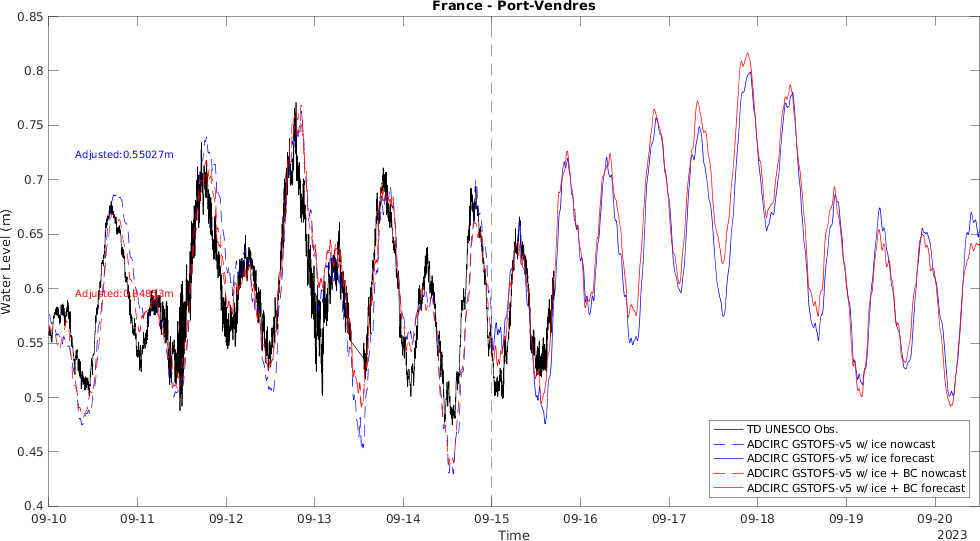 France - Port-Vendres
0.85
0.8
0.75
0.7
0.65
0.6
0.55
0.5
0.45
0.4
Water Level (m)
Adjusted:0.55027m
09-10
09-11
09-12
09-13
09-14
09-15
09-16
09-17
09-18
09-19
09-20
2023
Time
TD UNESCO Obs.
ADCIRC GSTOFS-v5 w/ ice nowcast
ADCIRC GSTOFS-v5 w/ ice forecast
ADCIRC GSTOFS-v5 w/ ice + BC nowcast
ADCIRC GSTOFS-v5 w/ ice + BC forecast